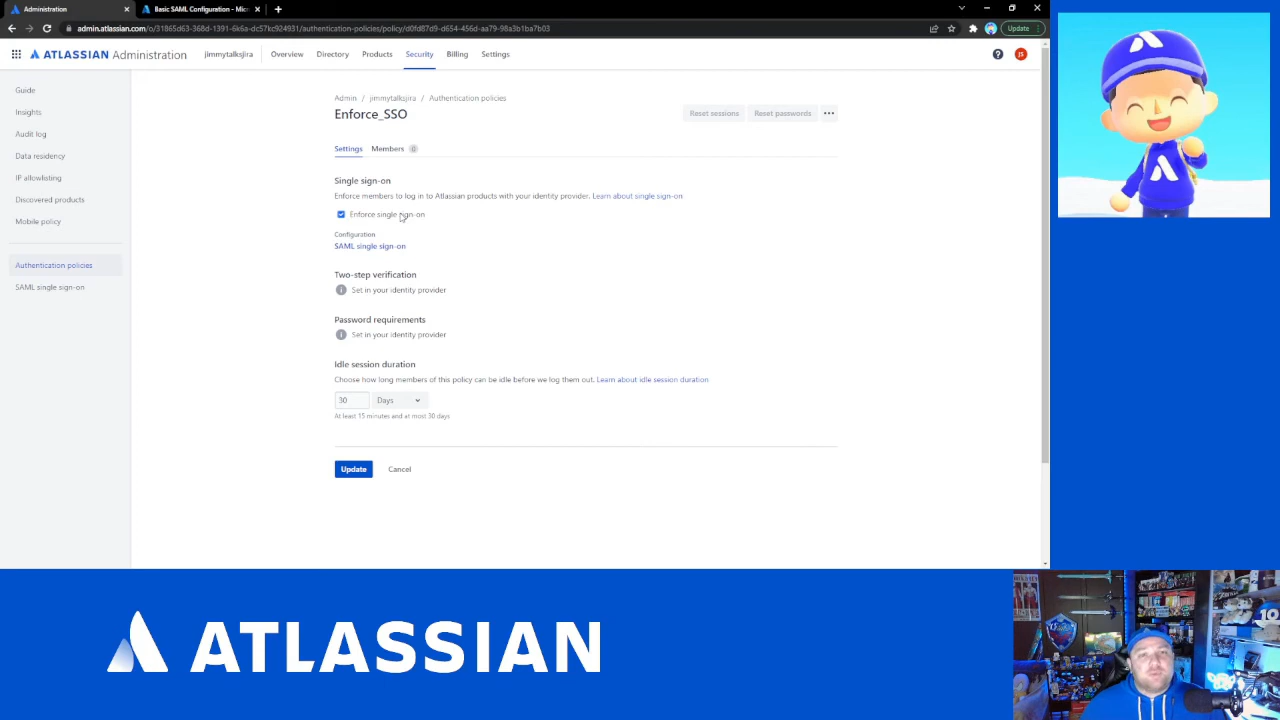 Administration
Basic SAML Configuration - Micr
Update
admin.atlassian.com/o/31865d63-368d-1391-6k6a-dc57kc924931/authentication-policies/policy/d0fd87d9-d654-456d-aa79-98a3b1ba7b03
ATLASSIAN Administration
jimmytalksjira
Overview
Directory
Products
Security
Billing
Settings
JS
Guide
Insights
Audit log
Data residency
IP allowlisting
Discovered products
Mobile policy
Authentication policies
SAML single sign-on
Admin / jimmytalksjira / Authentication policies
Enforce_SSO
Reset sessions
Reset passwords
Settings
Members 0
Single sign-on
Enforce members to log in to Atlassian products with your identity provider. Learn about single sign-on
Enforce single sign-on
Configuration
SAML single sign-on
Two-step verification
Set in your identity provider
Password requirements
Set in your identity provider
Idle session duration
Choose how long members of this policy can be idle before we log them out. Learn about idle session duration
30 Days
At least 15 minutes and at most 30 days
Update
Cancel
ATLASSIAN